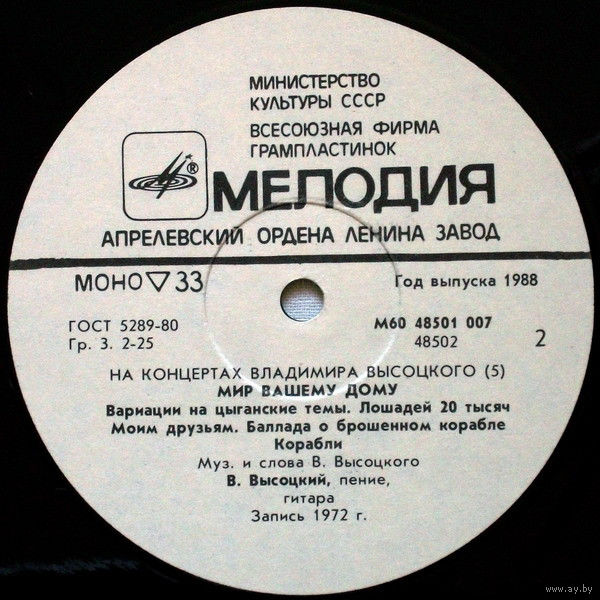 МИНИСТЕРСТВО
КУЛЬТУРЫ СССР
ВСЕСОЮЗНАЯ ФИРМА
ГРАМПЛАСТИНОК
®
МЕЛОДИЯ
АПРЕЛЕВСКИЙ ОРДЕНА ЛЕНИНА ЗАВОД
МОНО ▽ 33
Год выпуска 1988
ГОСТ 5289-80
М60 48501 007
Гр. 3. 2-25
48502
2
НА КОНЦЕРТАХ ВЛАДИМИРА ВЫСОЦКОГО (5)
МИР ВАШЕМУ ДОМУ
Вариации на цыганские темы. Лошадей 20 тысяч
Моим друзьям. Баллада о брошенном корабле
Корабли
Муз. и слова В. Высоцкого
В. Высоцкий, пение,
гитара
Запись 1972 г.
www.ay.by